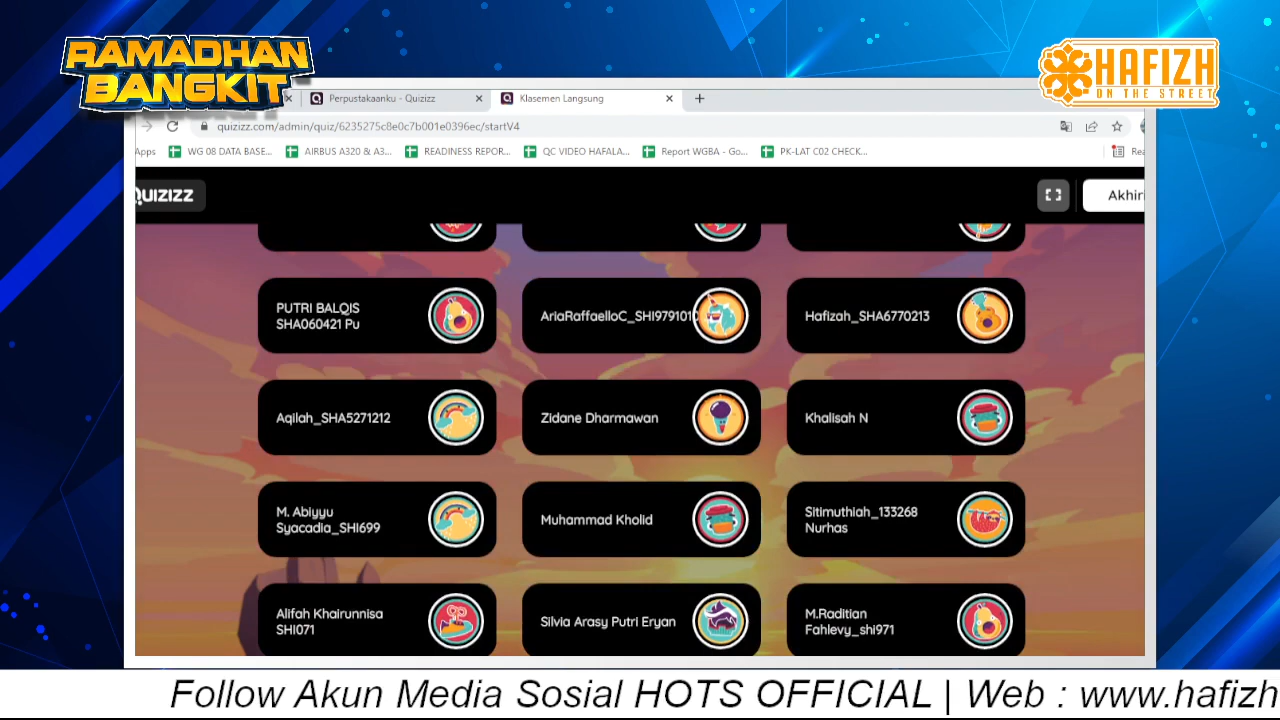 RAMADHAN
BANGKIT
HAFIZH
ON THE STREET
Perpustakaanku - Quizizz
Klasemen Langsung
quizizz.com/admin/quiz/6235275c8e0c7b001e0396ec/startV4
Apps
WG 08 DATA BASE...
AIRBUS A320 & A3...
READINESS REPOR...
QC VIDEO HAFALA...
Report WGBA - Go...
PK-LAT C02 CHECK...
Rea
QUIZIZZ
Akhiri
PUTRI BALQIS
SHA060421 Pu
AriaRaffaelloC_SHI979101
Hafizah_SHA6770213
Aqilah_SHA5271212
Zidane Dharmawan
Khalisah N
M. Abiyyu
Syacadia_SHI699
Muhammad Kholid
Sitimuthiah_133268
Nurhas
Alifah Khairunnisa
SHI071
Silvia Arasy Putri Eryan
M.Raditian
Fahlevy_shi971
Follow Akun Media Sosial HOTS OFFICIAL | Web : www.hafizh